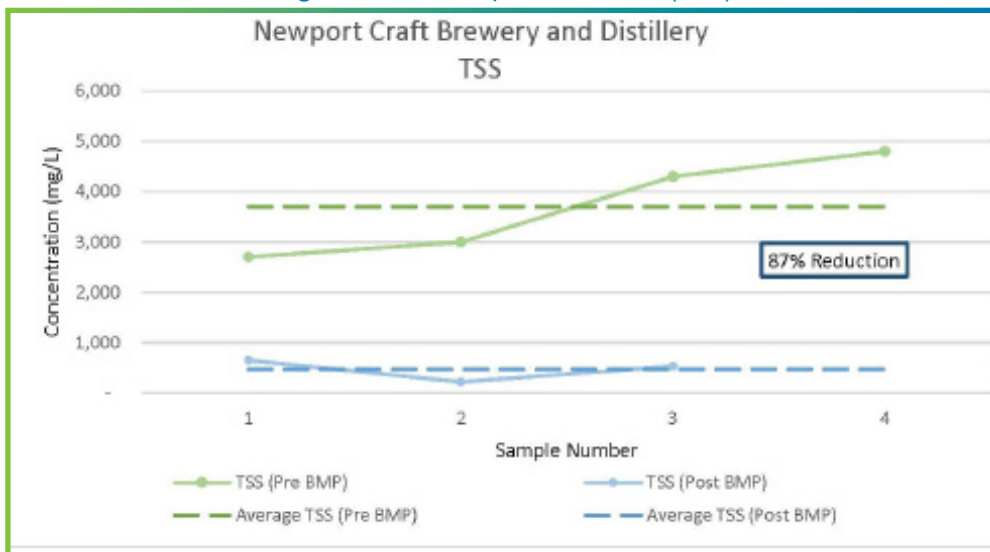 Newport Craft Brewery and Distillery
TSS
6,000
5,000
4,000
3,000
2,000
1,000
-
Concentration (mg/L)
87% Reduction
1 2 3 4
Sample Number
TSS (Pre BMP) TSS (Post BMP)
Average TSS (Pre BMP) Average TSS (Post BMP)